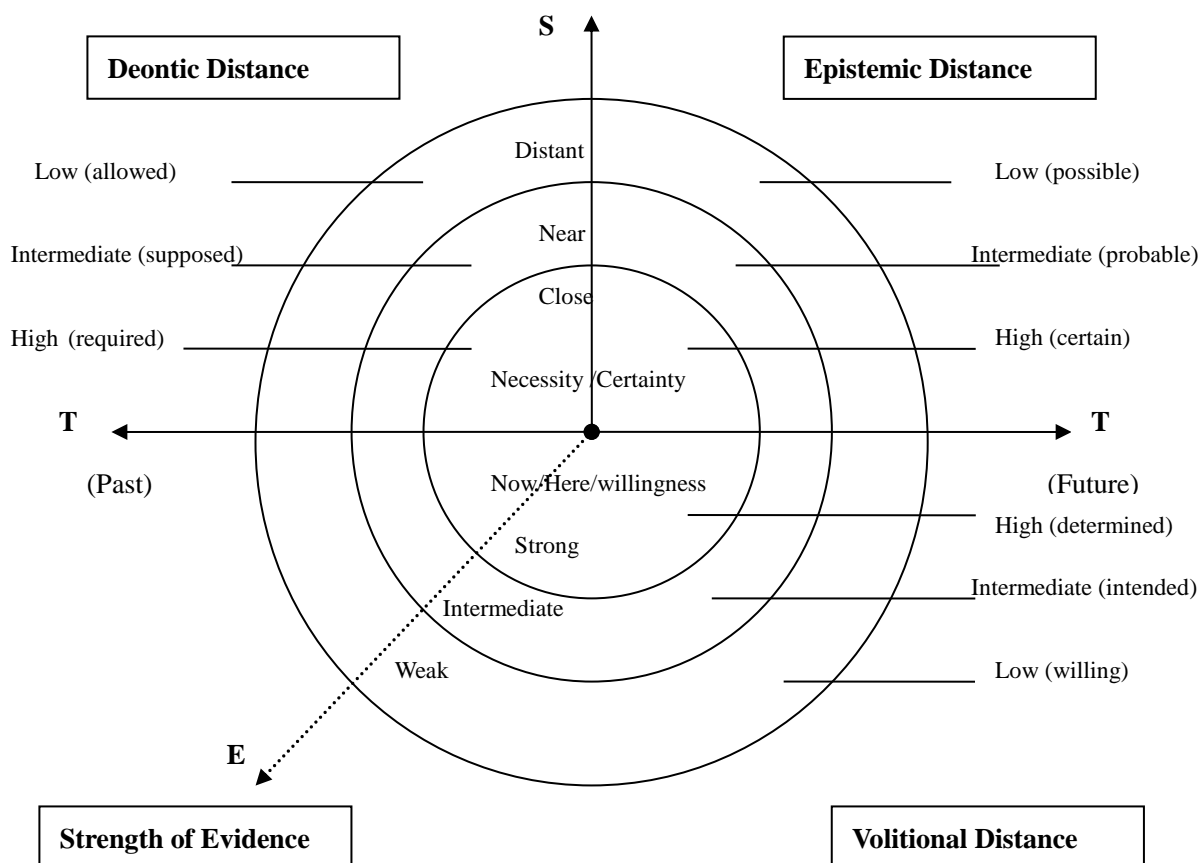 S
Deontic Distance
Epistemic Distance
Distant
Low (allowed)
Low (possible)
Near
Intermediate (supposed)
Intermediate (probable)
Close
High (required)
High (certain)
Necessity /Certainty
T
T
(Past)
Now/Here/willingness
(Future)
High (determined)
Strong
Intermediate
Intermediate (intended)
Weak
Low (willing)
E
Strength of Evidence
Volitional Distance